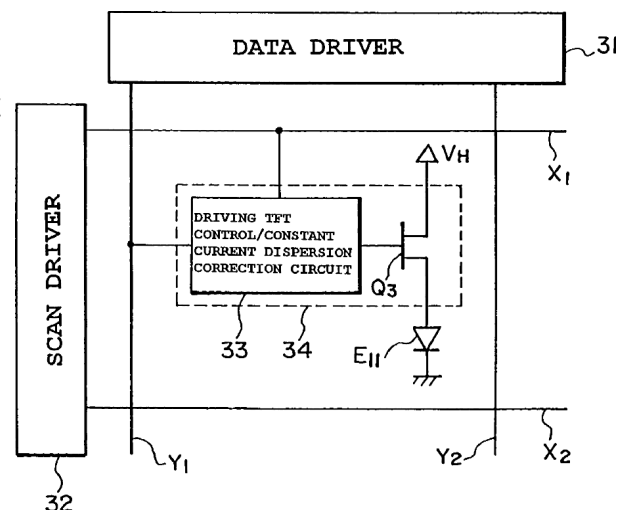 DATA DRIVER
31
SCAN DRIVER
32
X1
VH
DRIVING TFT
CONTROL/CONSTANT
CURRENT DISPERSION
CORRECTION CIRCUIT
Q3
33
34
E11
X2
Y1
Y2